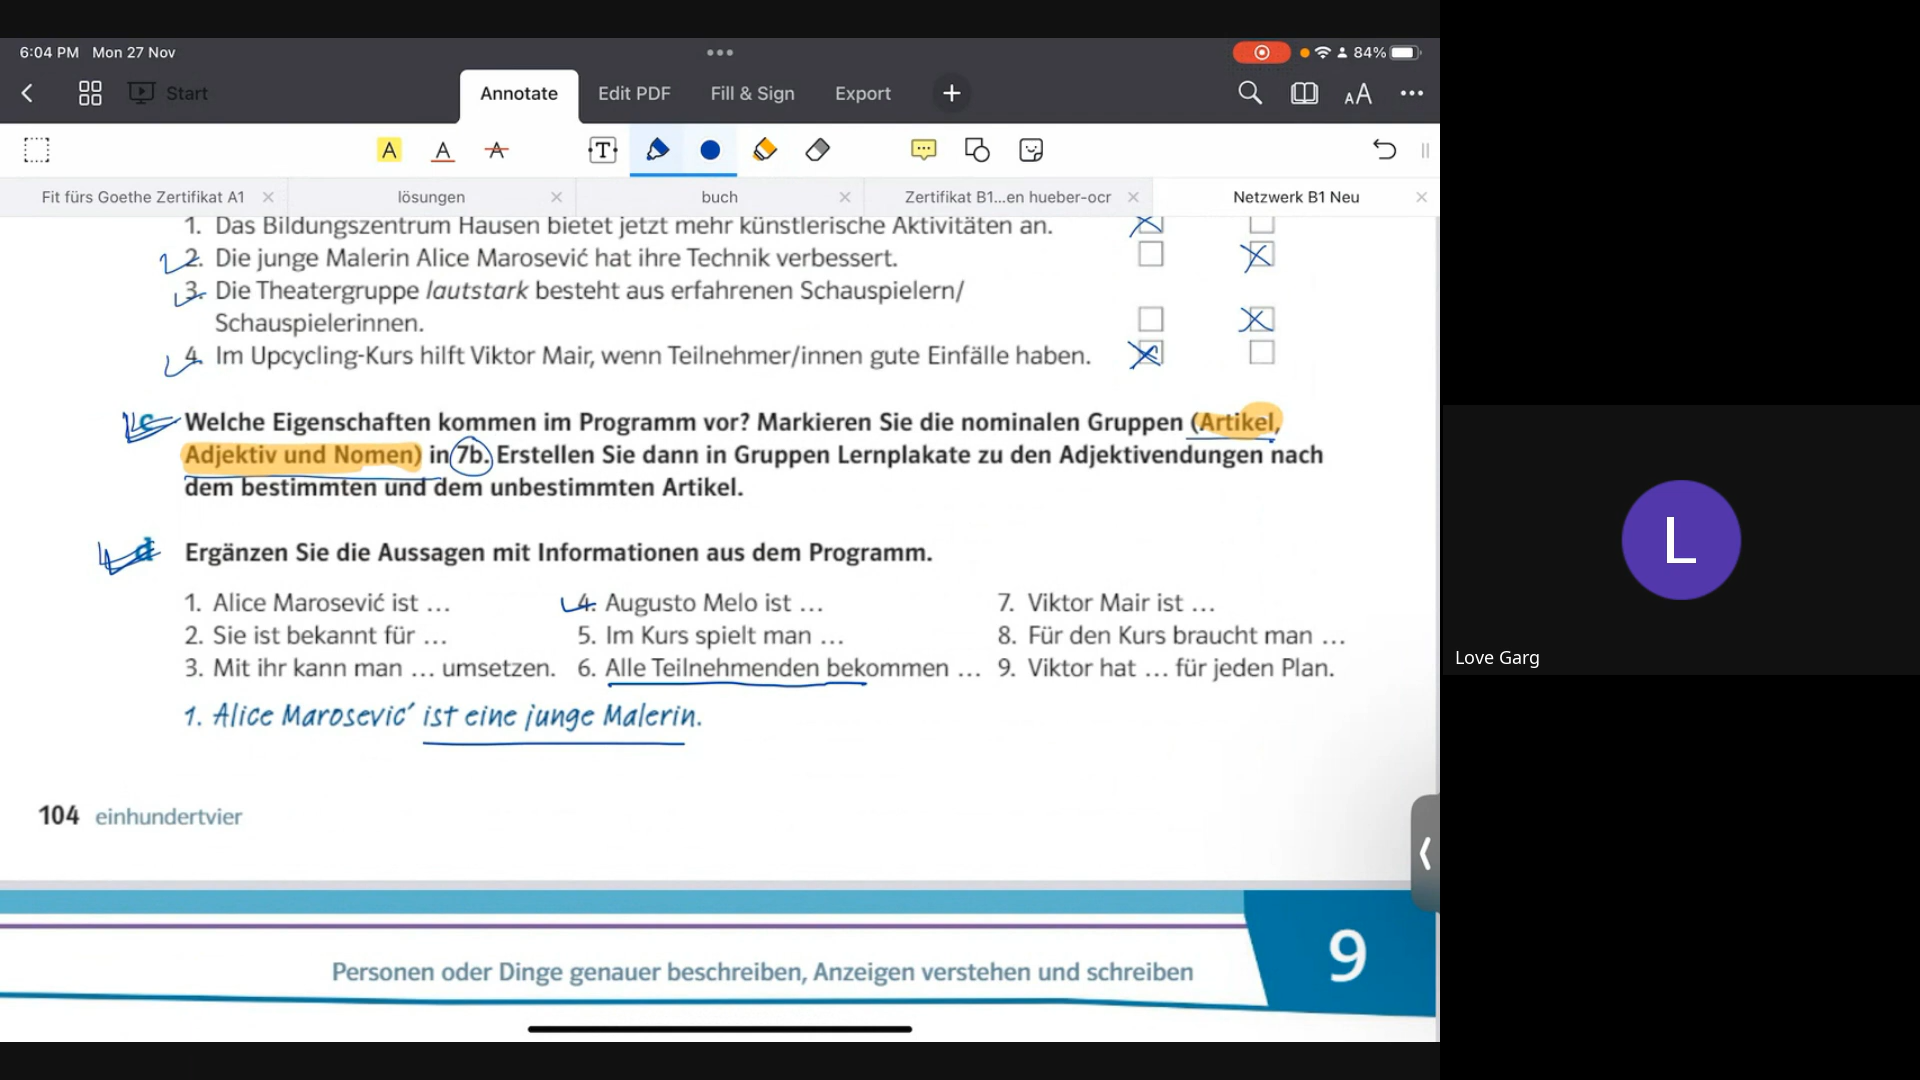 6:04 PM Mon 27 Nov
84%
Start
Annotate
Edit PDF
Fill & Sign
Export
Fit fürs Goethe Zertifikat A1
lösungen
buch
Zertifikat B1...en hueber-ocr
Netzwerk B1 Neu
1. Das Bildungszentrum Hausen bietet jetzt mehr künstlerische Aktivitäten an.
2. Die junge Malerin Alice Marosević hat ihre Technik verbessert.
3. Die Theatergruppe lautstark besteht aus erfahrenen Schauspielern/
Schauspielerinnen.
4. Im Upcycling-Kurs hilft Viktor Mair, wenn Teilnehmer/innen gute Einfälle haben.
c Welche Eigenschaften kommen im Programm vor? Markieren Sie die nominalen Gruppen (Artikel,
Adjektiv und Nomen) in 7b. Erstellen Sie dann in Gruppen Lernplakate zu den Adjektivendungen nach
dem bestimmten und dem unbestimmten Artikel.
d Ergänzen Sie die Aussagen mit Informationen aus dem Programm.
1. Alice Marosević ist …
2. Sie ist bekannt für …
3. Mit ihr kann man … umsetzen.
4. Augusto Melo ist …
5. Im Kurs spielt man …
6. Alle Teilnehmenden bekommen …
7. Viktor Mair ist …
8. Für den Kurs braucht man …
9. Viktor hat … für jeden Plan.
1. Alice Marosević ist eine junge Malerin.
104 einhundertvier
9
Personen oder Dinge genauer beschreiben, Anzeigen verstehen und schreiben
L
Love Garg